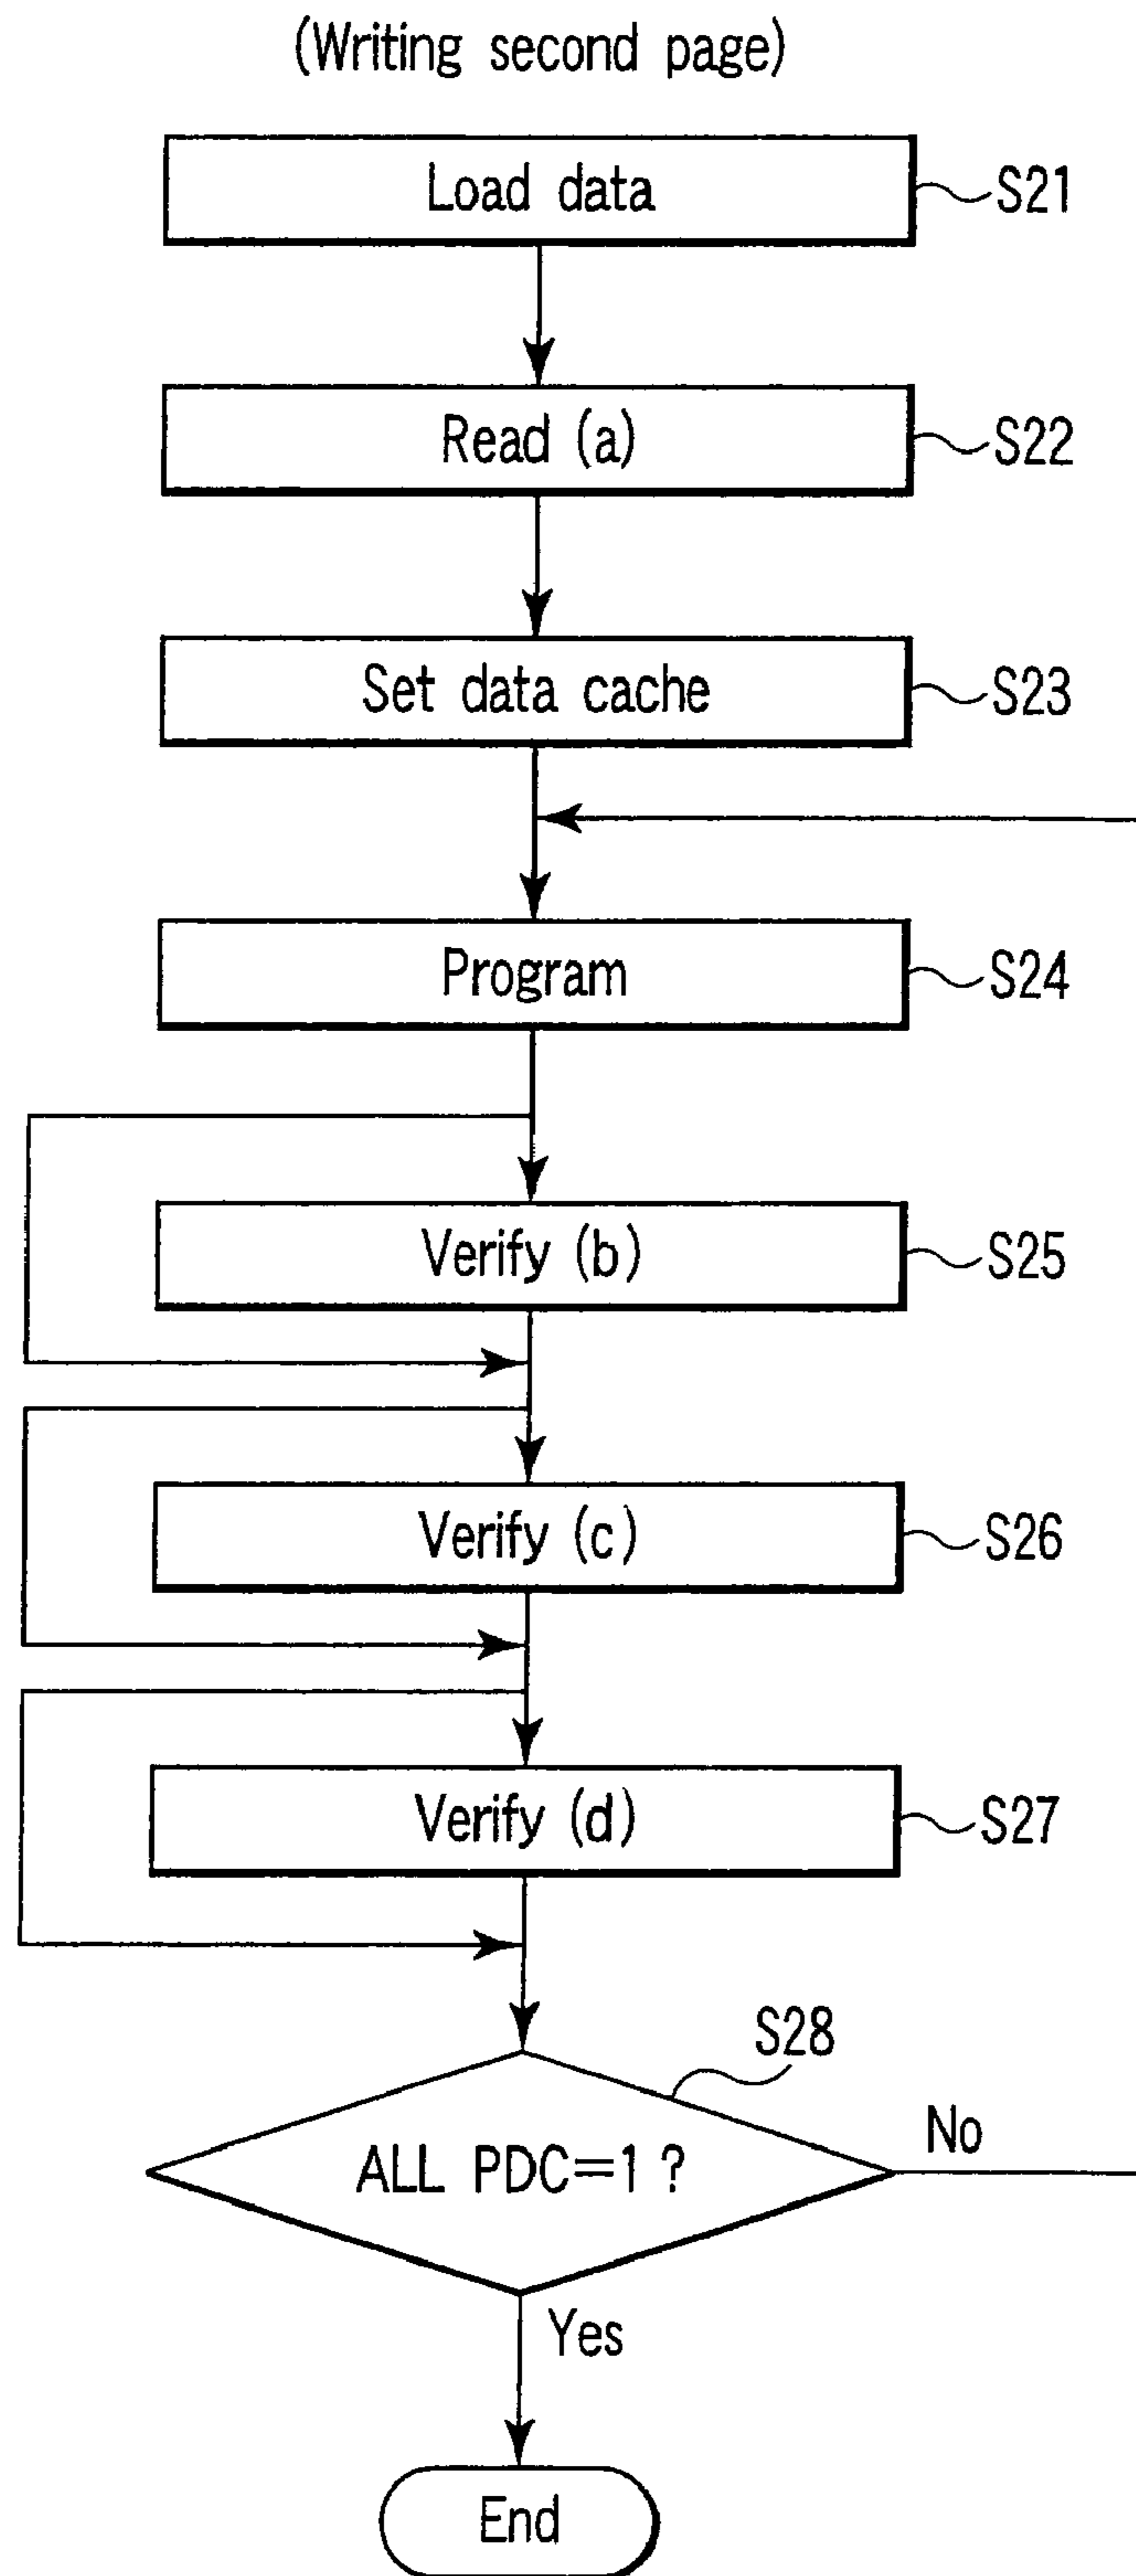 (Writing second page)
Load data
S21
Read (a)
S22
Set data cache
S23
Program
S24
Verify (b)
S25
Verify (c)
S26
Verify (d)
S27
S28
ALL PDC=1 ?
No
Yes
End